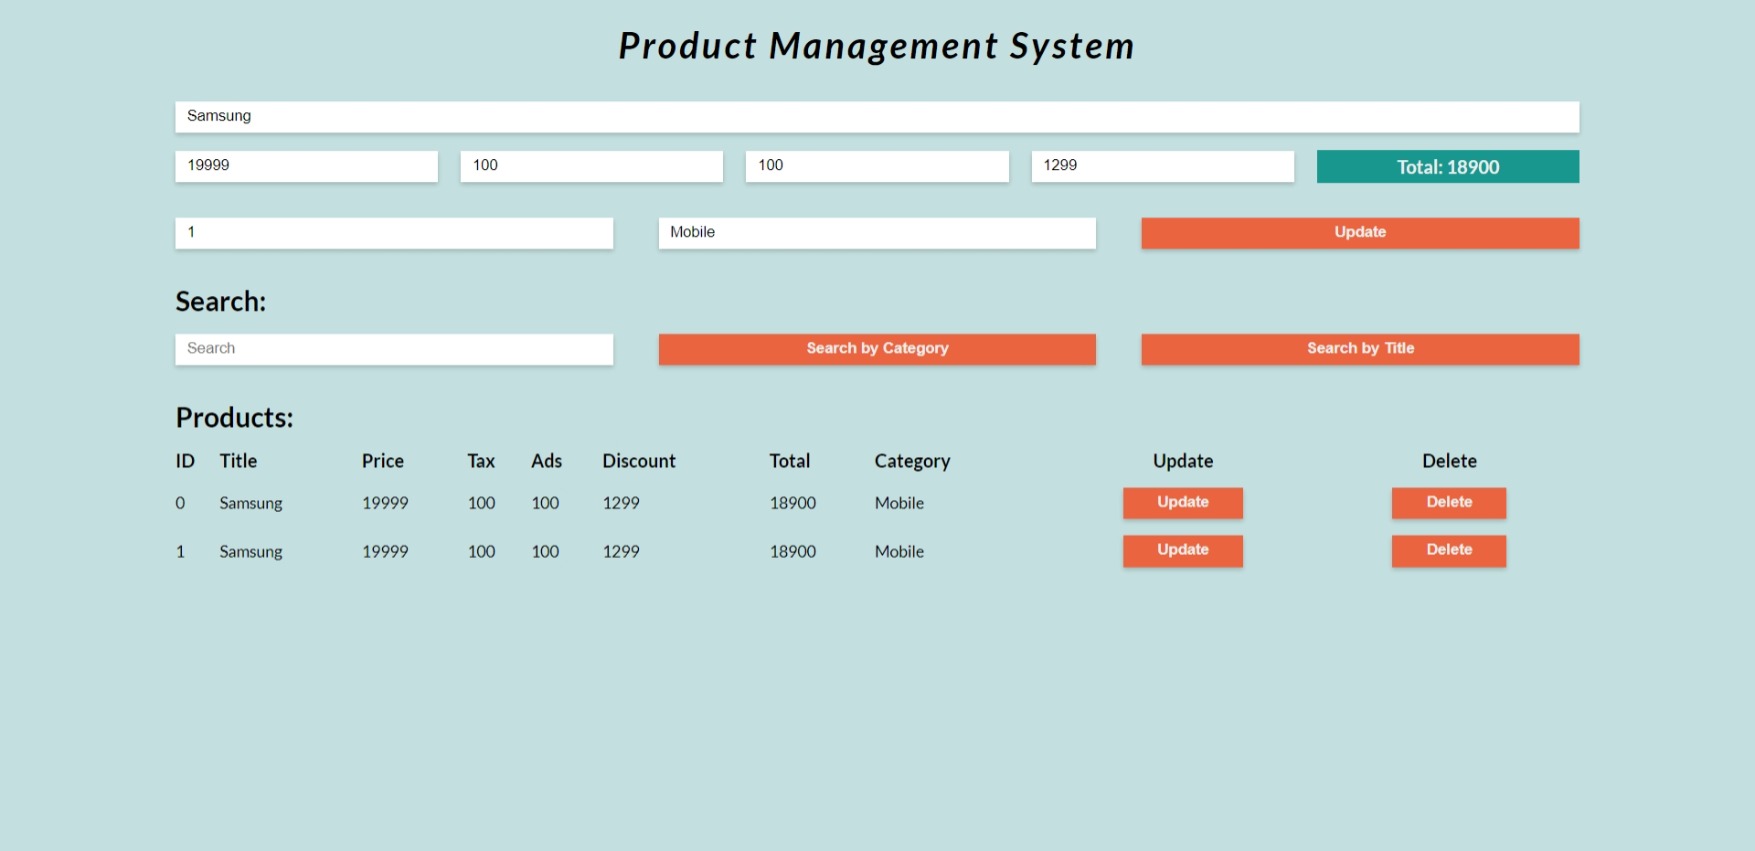 Product Management System
Samsung
19999 100 100 1299 Total: 18900
1 Mobile Update
Search:
Search Search by Category Search by Title
Products:
ID Title Price Tax Ads Discount Total Category Update Delete
0 Samsung 19999 100 100 1299 18900 Mobile Update Delete
1 Samsung 19999 100 100 1299 18900 Mobile Update Delete